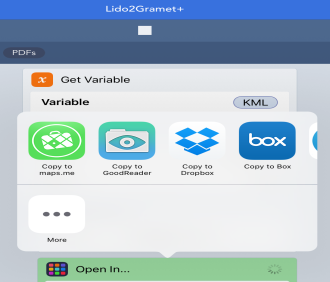 Lido2Gramet+
PDFs
x Get Variable
Variable KML
Copy to maps.me
Copy to GoodReader
Copy to Dropbox
box
Copy to Box
More
Open In...